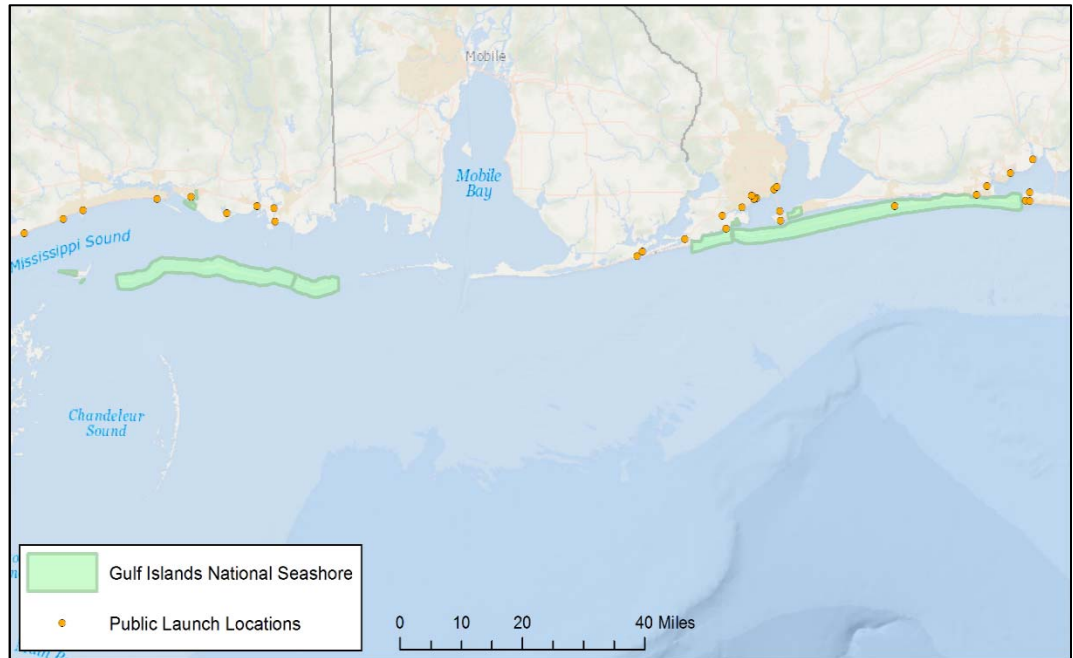 Mobile
Mobile
Bay
Mississippi Sound
Chandeleur
Sound
Gulf Islands National Seashore
Public Launch Locations
0 10 20 40 Miles